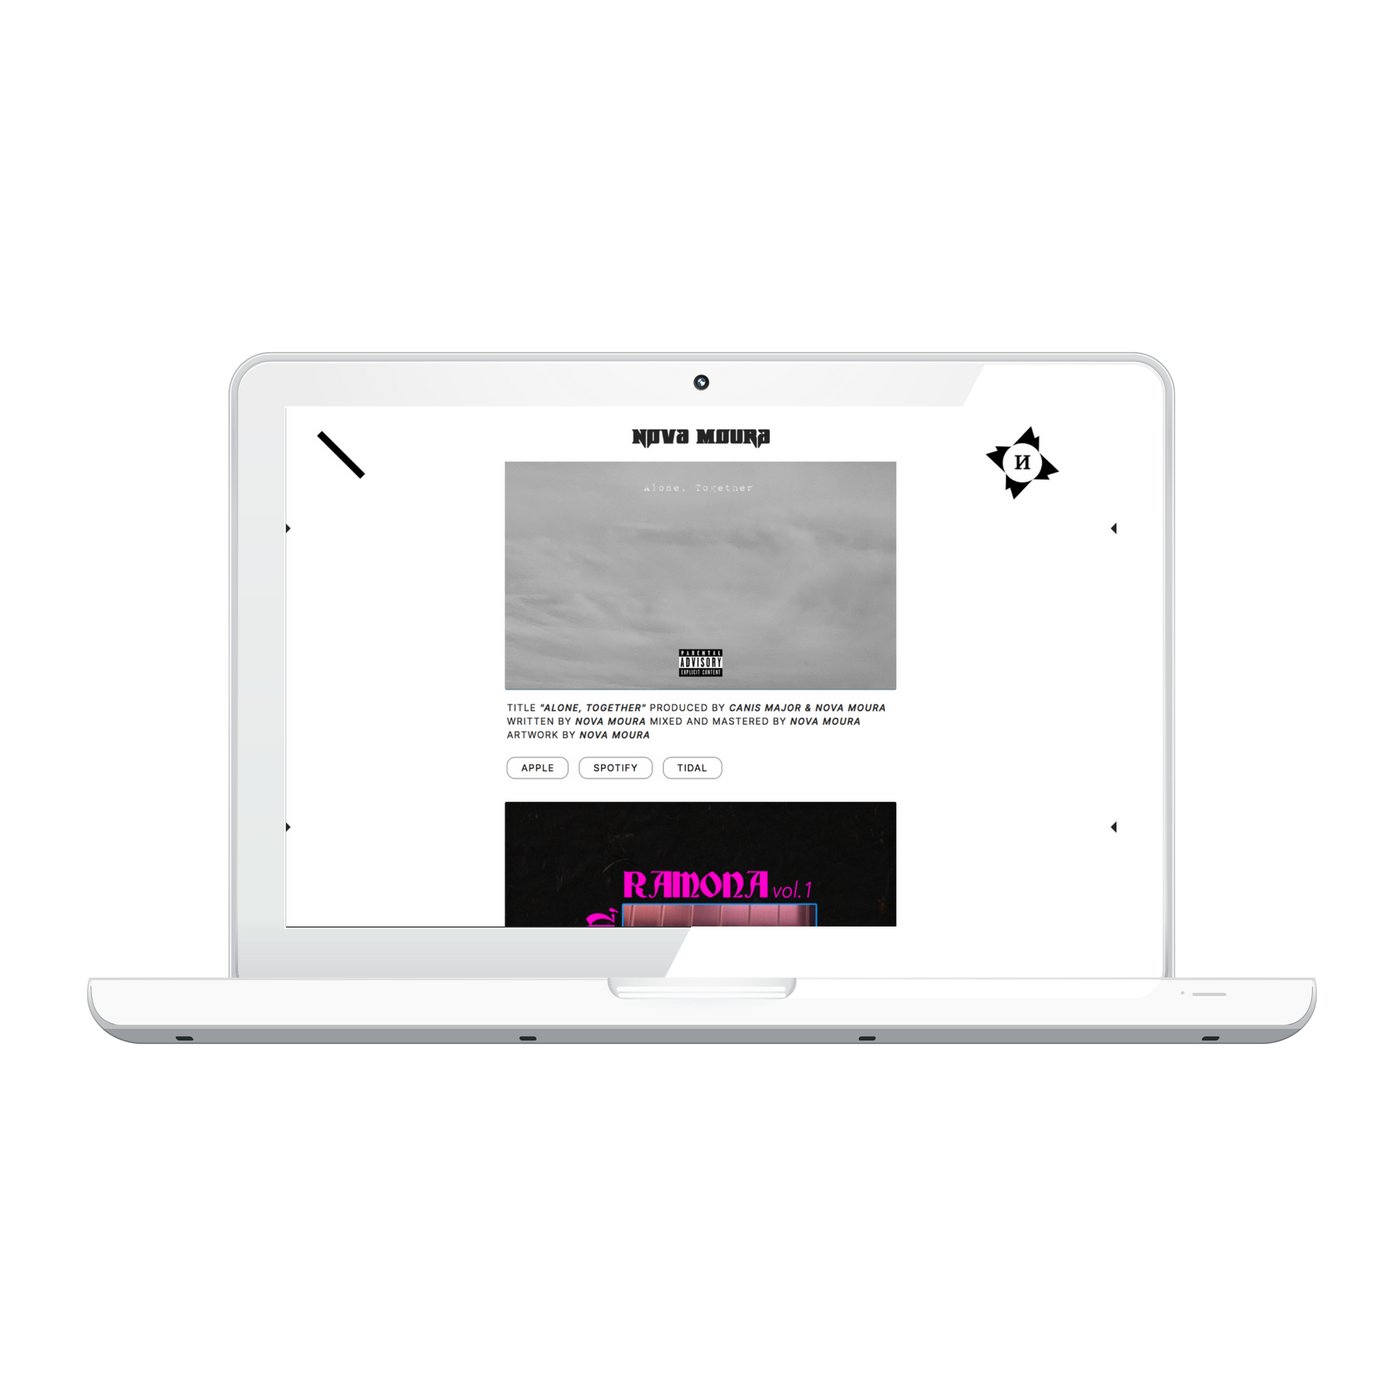 NOVA MOURA
И
Alone, Together
PARENTAL
ADVISORY
EXPLICIT CONTENT
TITLE "ALONE, TOGETHER" PRODUCED BY CANIS MAJOR & NOVA MOURA
WRITTEN BY NOVA MOURA MIXED AND MASTERED BY NOVA MOURA
ARTWORK BY NOVA MOURA
APPLE SPOTIFY TIDAL
RAMONA vol.1